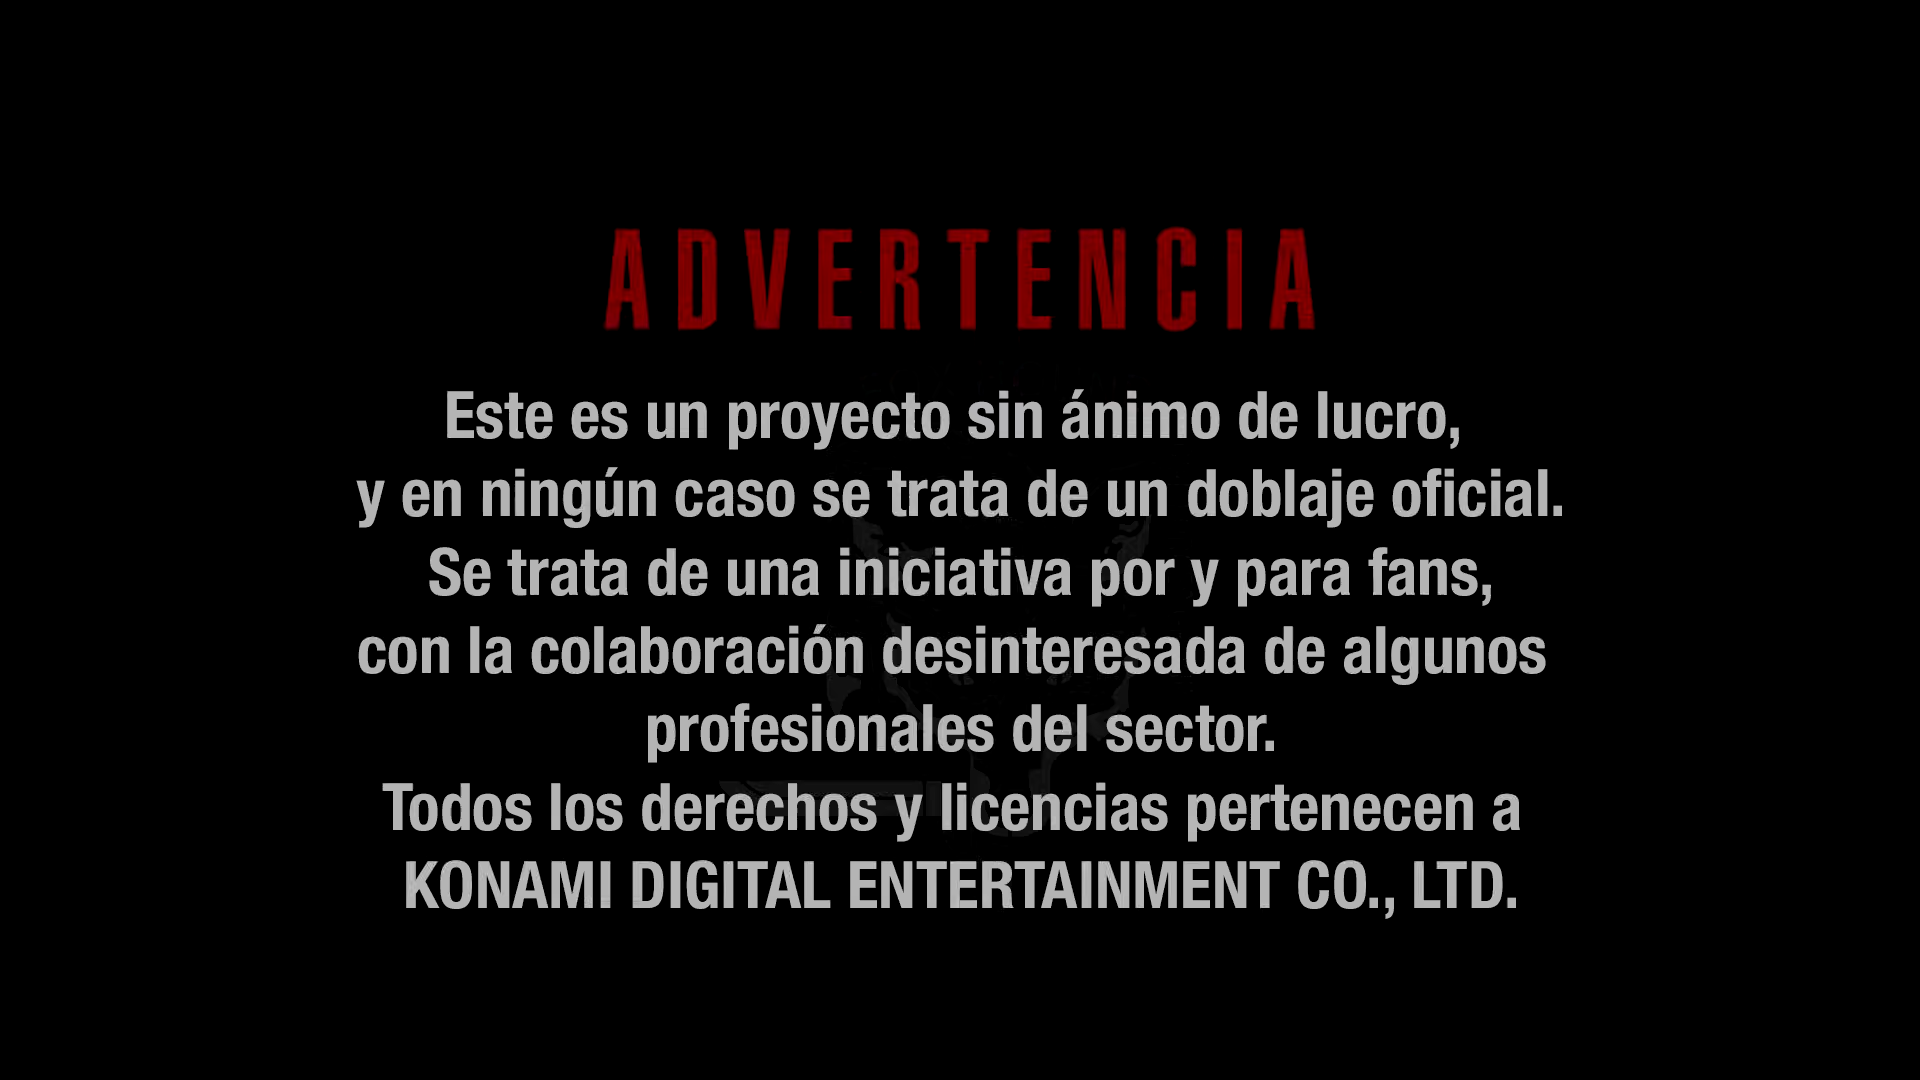 ADVERTENCIA
Este es un proyecto sin ánimo de lucro,
y en ningún caso se trata de un doblaje oficial.
Se trata de una iniciativa por y para fans,
con la colaboración desinteresada de algunos
profesionales del sector.
Todos los derechos y licencias pertenecen a
KONAMI DIGITAL ENTERTAINMENT CO., LTD.